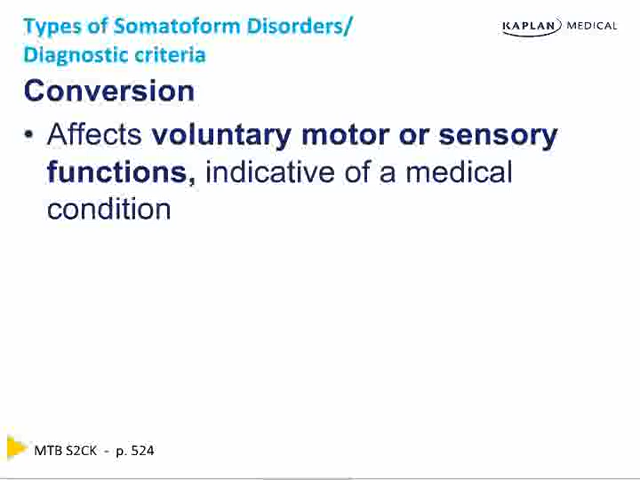 Types of Somatoform Disorders/
Diagnostic criteria
KAPLAN MEDICAL
Conversion
• Affects voluntary motor or sensory
functions, indicative of a medical
condition
MTB S2CK - p. 524